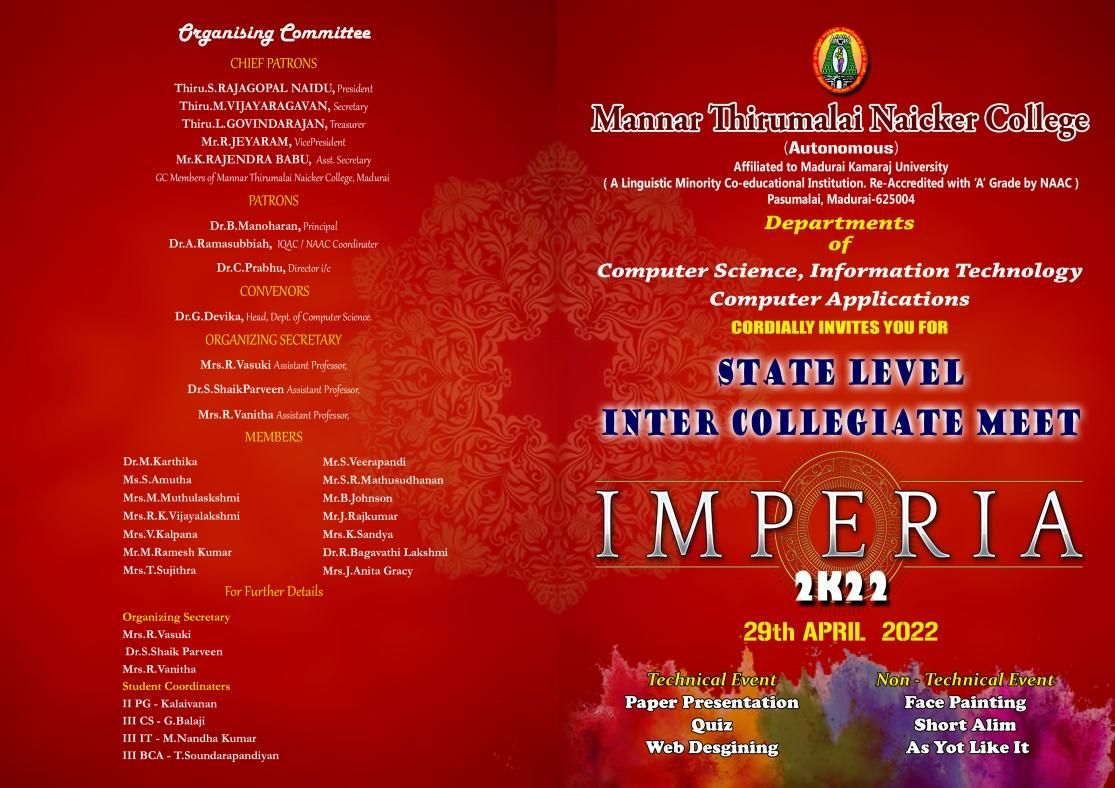 Organising Committee
CHIEF PATRONS
Thiru.S.RAJAGOPAL NAIDU, President
Thiru.M.VIJAYARAGAVAN, Secretary
Thiru.L.GOVINDARAJAN, Treasurer
Mr.R.JEYARAM, VicePresident
Mr.K.RAJENDRA BABU, Asst. Secretary
GC Members of Mannar Thirumalai Naicker College, Madurai
PATRONS
Dr.B.Manoharan, Principal
Dr.A.Ramasubbiah, IQAC / NAAC Coordinater
Dr.C.Prabhu, Director i/c
CONVENORS
Dr.G.Devika, Head, Dept. of Computer Science.
ORGANIZING SECRETARY
Mrs.R.Vasuki Assistant Professor,
Dr.S.ShaikParveen Assistant Professor,
Mrs.R.Vanitha Assistant Professor,
MEMBERS
Dr.M.Karthika
Ms.S.Amutha
Mrs.M.Muthulaskshmi
Mrs.R.K.Vijayalakshmi
Mrs.V.Kalpana
Mr.M.Ramesh Kumar
Mrs.T.Sujithra
Mr.S.Veerapandi
Mr.S.R.Mathusudhanan
Mr.B.Johnson
Mr.J.Rajkumar
Mrs.K.Sandya
Dr.R.Bagavathi Lakshmi
Mrs.J.Anita Gracy
For Further Details
Organizing Secretary
Mrs.R.Vasuki
Dr.S.Shaik Parveen
Mrs.R.Vanitha
Student Coordinaters
II PG - Kalaivanan
III CS - G.Balaji
III IT - M.Nandha Kumar
III BCA - T.Soundarapandiyan
Mannar Thirumalai Naicker College
(Autonomous)
Affiliated to Madurai Kamaraj University
( A Linguistic Minority Co-educational Institution. Re-Accredited with ‘A’ Grade by NAAC )
Pasumalai, Madurai-625004
Departments
of
Computer Science, Information Technology
Computer Applications
CORDIALLY INVITES YOU FOR
STATE LEVEL
INTER COLLEGIATE MEET
IMPERIA
2K22
29th APRIL 2022
Technical Event
Paper Presentation
Quiz
Web Desgining
Non - Technical Event
Face Painting
Short Alim
As Yot Like It